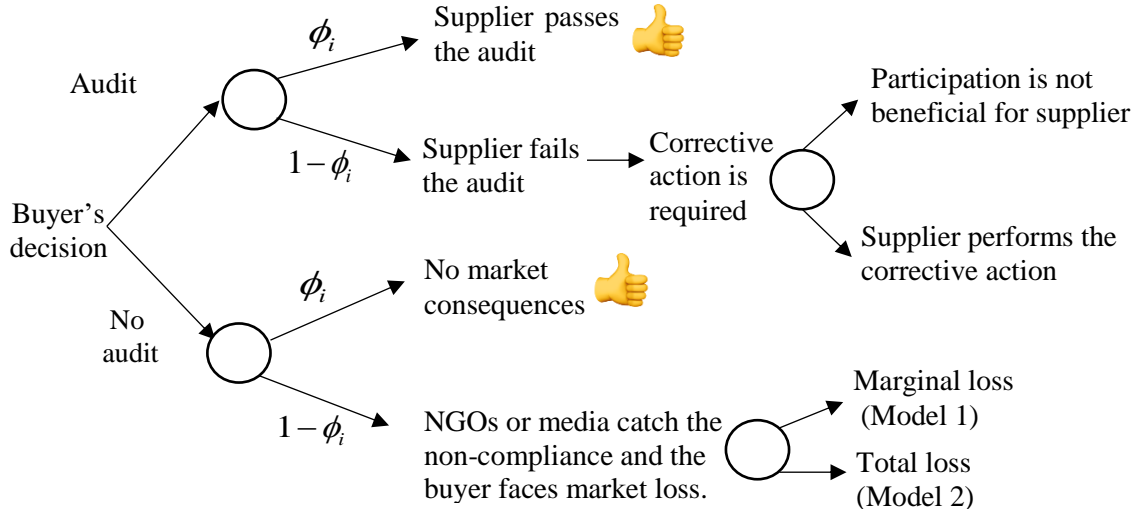 Audit
ϕᵢ
Supplier passes
the audit
1 − ϕᵢ
Supplier fails
the audit
Corrective
action is
required
Participation is not
beneficial for supplier
Supplier performs the
corrective action
Buyer’s
decision
No
audit
ϕᵢ
No market
consequences
1 − ϕᵢ
NGOs or media catch the
non-compliance and the
buyer faces market loss.
Marginal loss
(Model 1)
Total loss
(Model 2)